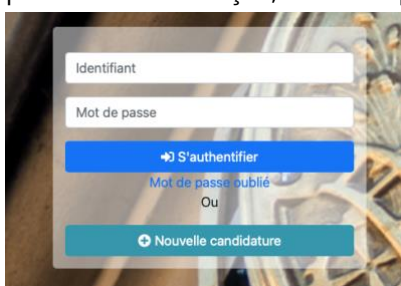 Identifiant
Mot de passe
S'authentifier
Mot de passe oublié
Ou
Nouvelle candidature